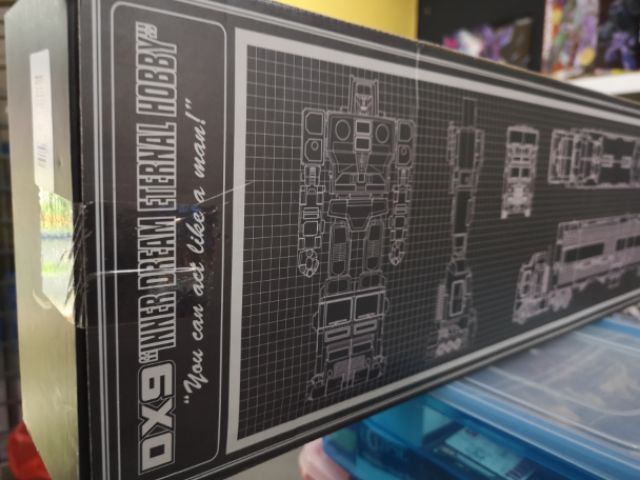 DX9 "INNER DREAM ETERNAL HOBBY"
"You can act like a man!"